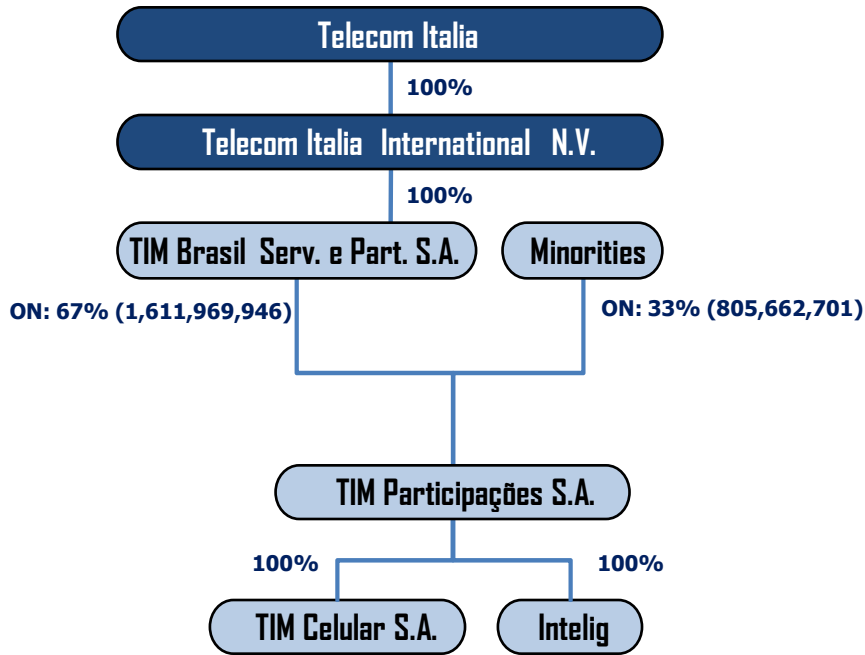 Telecom Italia
100%
Telecom Italia International N.V.
100%
TIM Brasil Serv. e Part. S.A.
Minorities
ON: 67% (1,611,969,946)
ON: 33% (805,662,701)
TIM Participações S.A.
100%
100%
TIM Celular S.A.
Intelig